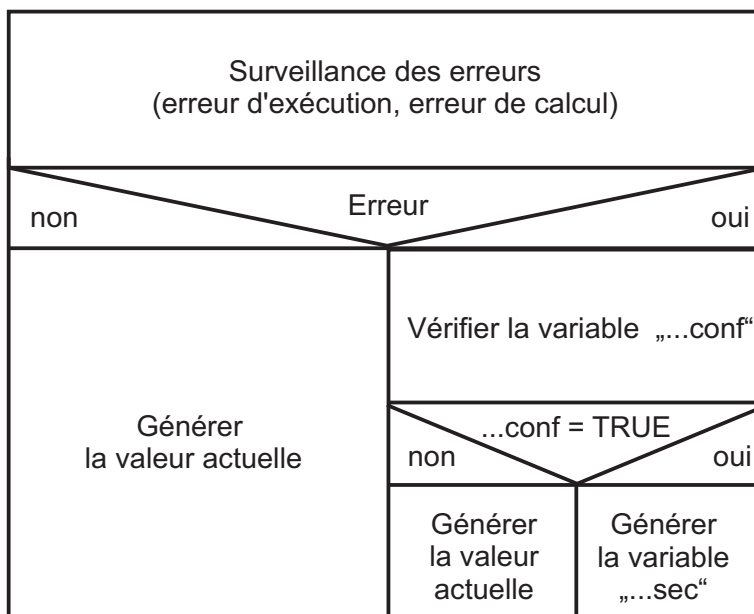 Surveillance des erreurs
(erreur d'exécution, erreur de calcul)
Erreur
non
oui
Vérifier la variable „...conf“
Générer
la valeur actuelle
...conf = TRUE
non
oui
Générer
la valeur
actuelle
Générer
la variable
„...sec“